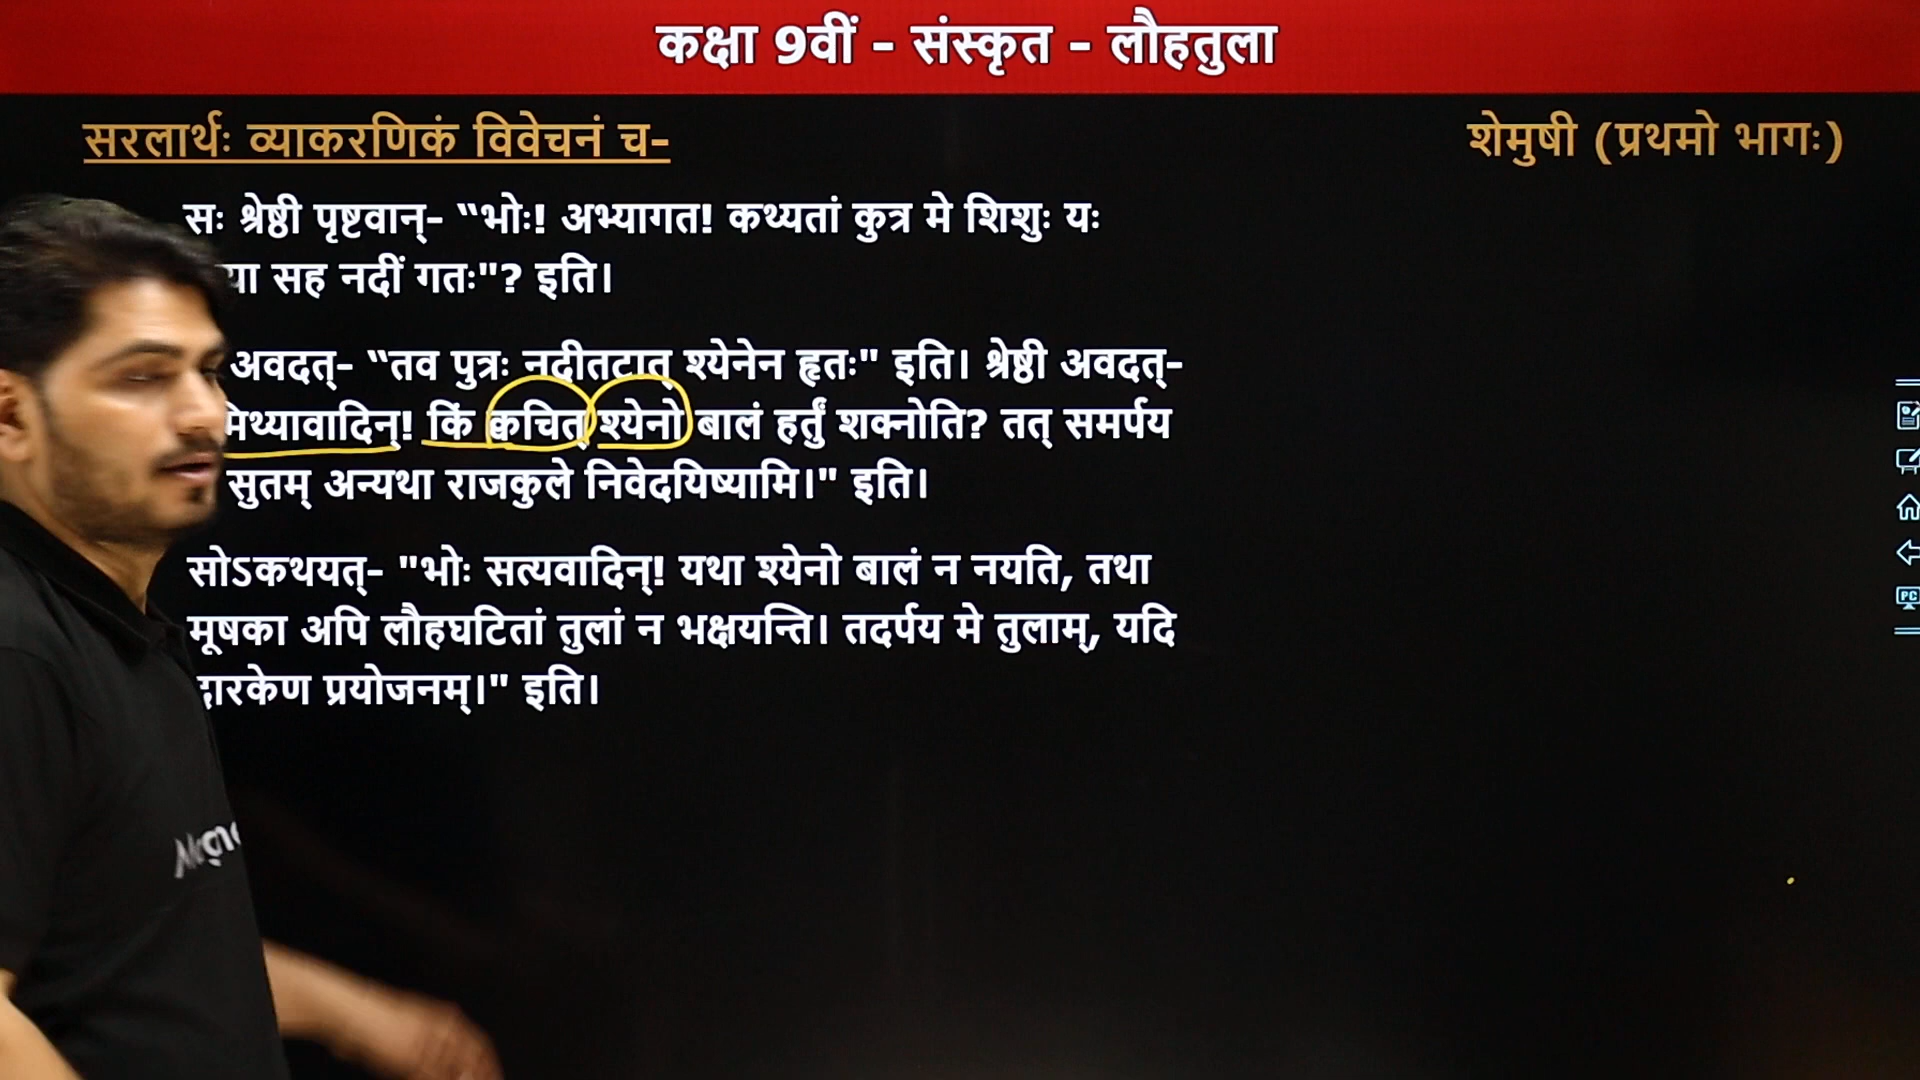 कक्षा 9वीं - संस्कृत - लौहतुला
सरलार्थः व्याकरणिकं विवेचनं च-
शेमुषी (प्रथमो भागः)
सः श्रेष्ठी पृष्टवान्- “भोः! अभ्यागत! कथ्यतां कुत्र मे शिशुः यः
सह नदीं गतः"? इति।
अवदत्- “तव पुत्रः नदीतटात् श्येनेन हृतः" इति। श्रेष्ठी अवदत्-
मिथ्यावादिन्! किं कचित् श्येनो बालं हर्तुं शक्नोति? तत् समर्पय
सुतम् अन्यथा राजकुले निवेदयिष्यामि।" इति।
सोऽकथयत्- "भोः सत्यवादिन्! यथा श्येनो बालं न नयति, तथा
मूषका अपि लौहघटितां तुलां न भक्षयन्ति। तदर्पय मे तुलाम्, यदि
दारकेण प्रयोजनम्।" इति।
PC